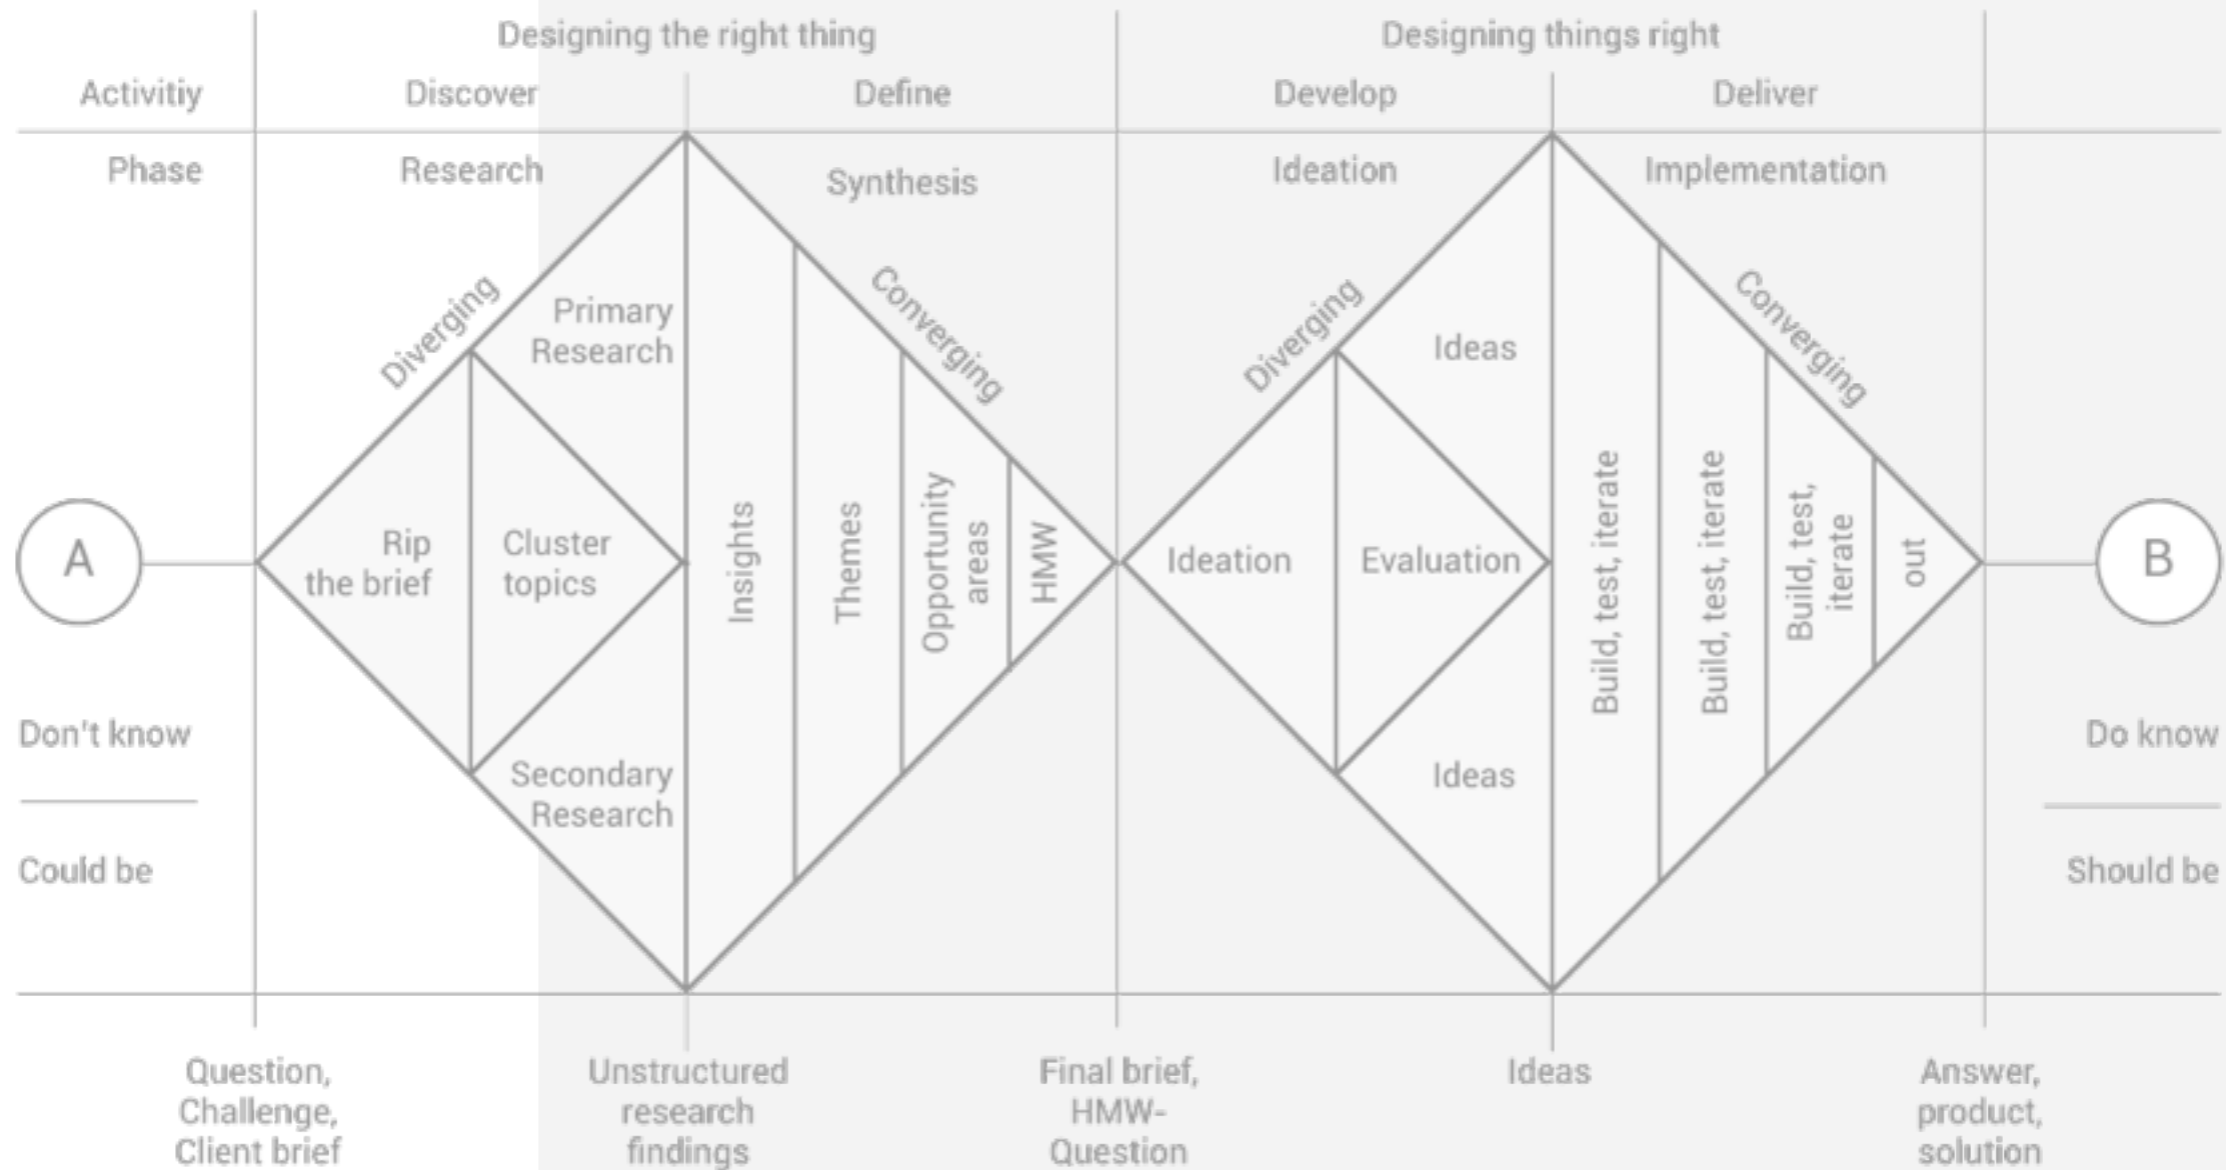 Designing the right thing
Designing things right
Activitiy
Discover
Define
Develop
Deliver
Phase
Research
Synthesis
Ideation
Implementation
Diverging
Converging
Diverging
Converging
Primary
Research
Ideas
A
Rip
the brief
Cluster
topics
Insights
Themes
Opportunity
areas
HMW
Ideation
Evaluation
Build, test, iterate
Build, test, iterate
Build, test,
iterate
out
B
Don't know
Could be
Secondary
Research
Ideas
Do know
Should be
Question,
Challenge,
Client brief
Unstructured
research
findings
Final brief,
HMW-
Question
Ideas
Answer,
product,
solution